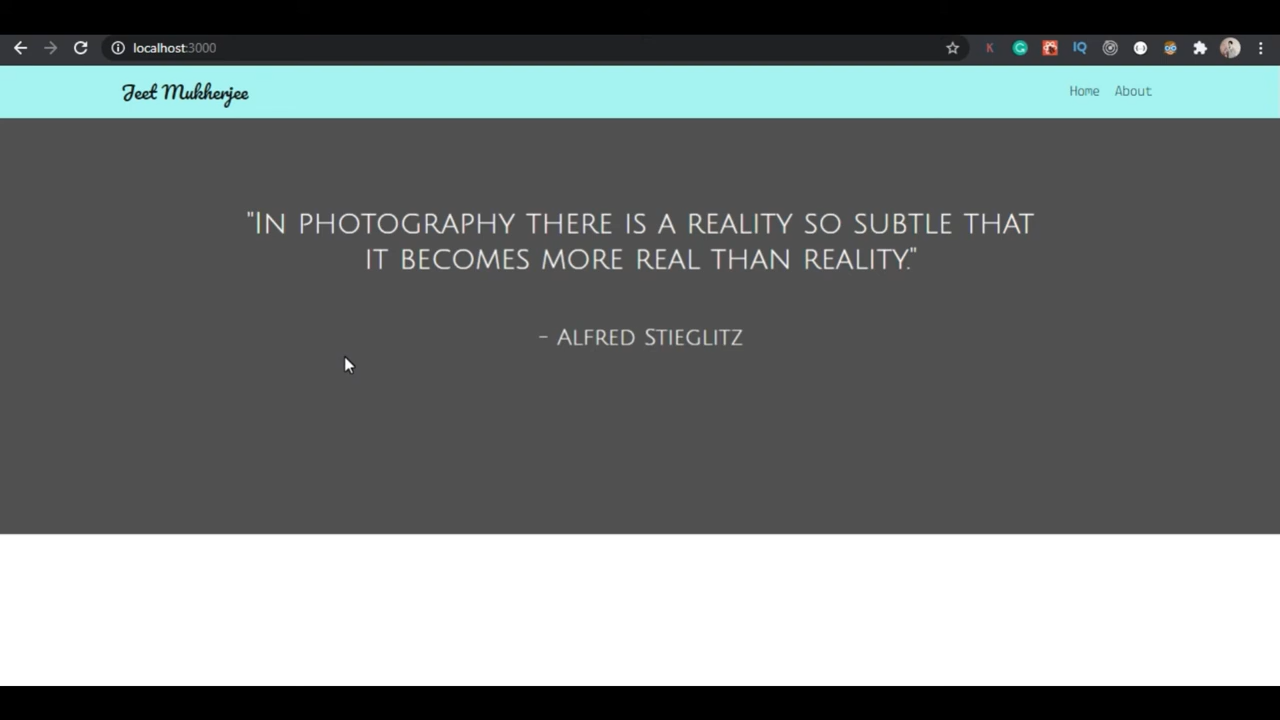 localhost:3000
Jeet Mukherjee
Home About
"In photography there is a reality so subtle that
it becomes more real than reality."
- Alfred Stieglitz